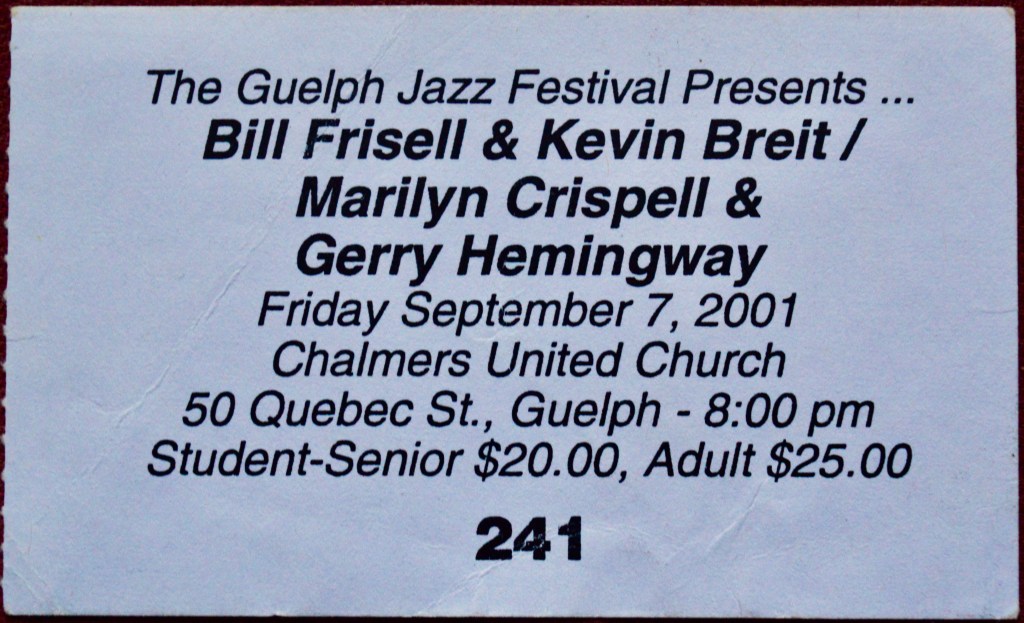 The Guelph Jazz Festival Presents ...
Bill Frisell & Kevin Breit /
Marilyn Crispell &
Gerry Hemingway
Friday September 7, 2001
Chalmers United Church
50 Quebec St., Guelph - 8:00 pm
Student-Senior $20.00, Adult $25.00
241